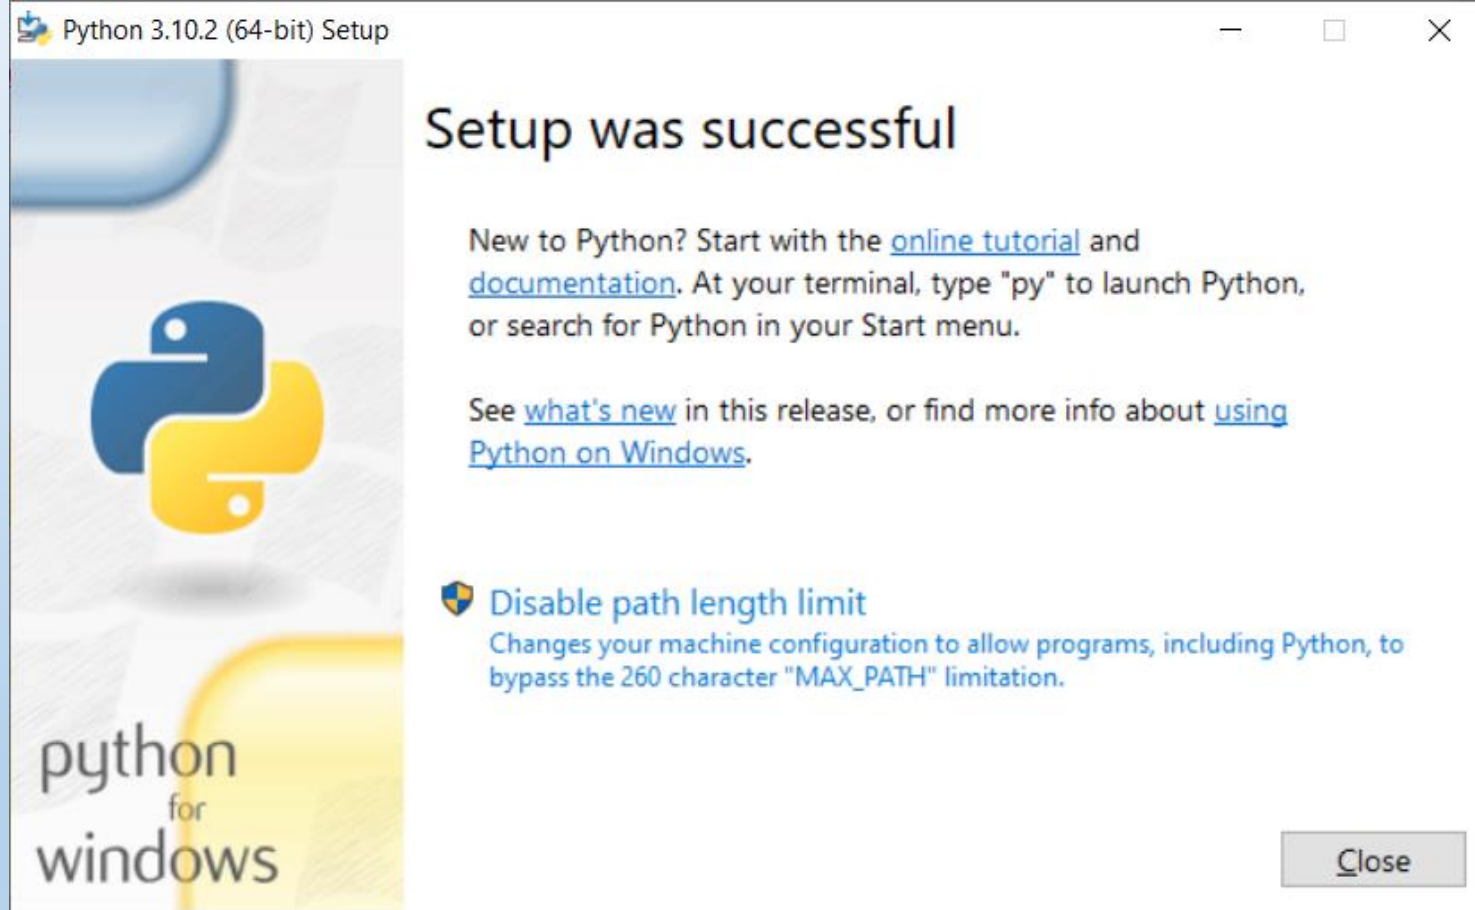 Python 3.10.2 (64-bit) Setup
Setup was successful
New to Python? Start with the online tutorial and
documentation. At your terminal, type "py" to launch Python,
or search for Python in your Start menu.
See what's new in this release, or find more info about using
Python on Windows.
Disable path length limit
Changes your machine configuration to allow programs, including Python, to
bypass the 260 character "MAX_PATH" limitation.
python
for
windows
Close